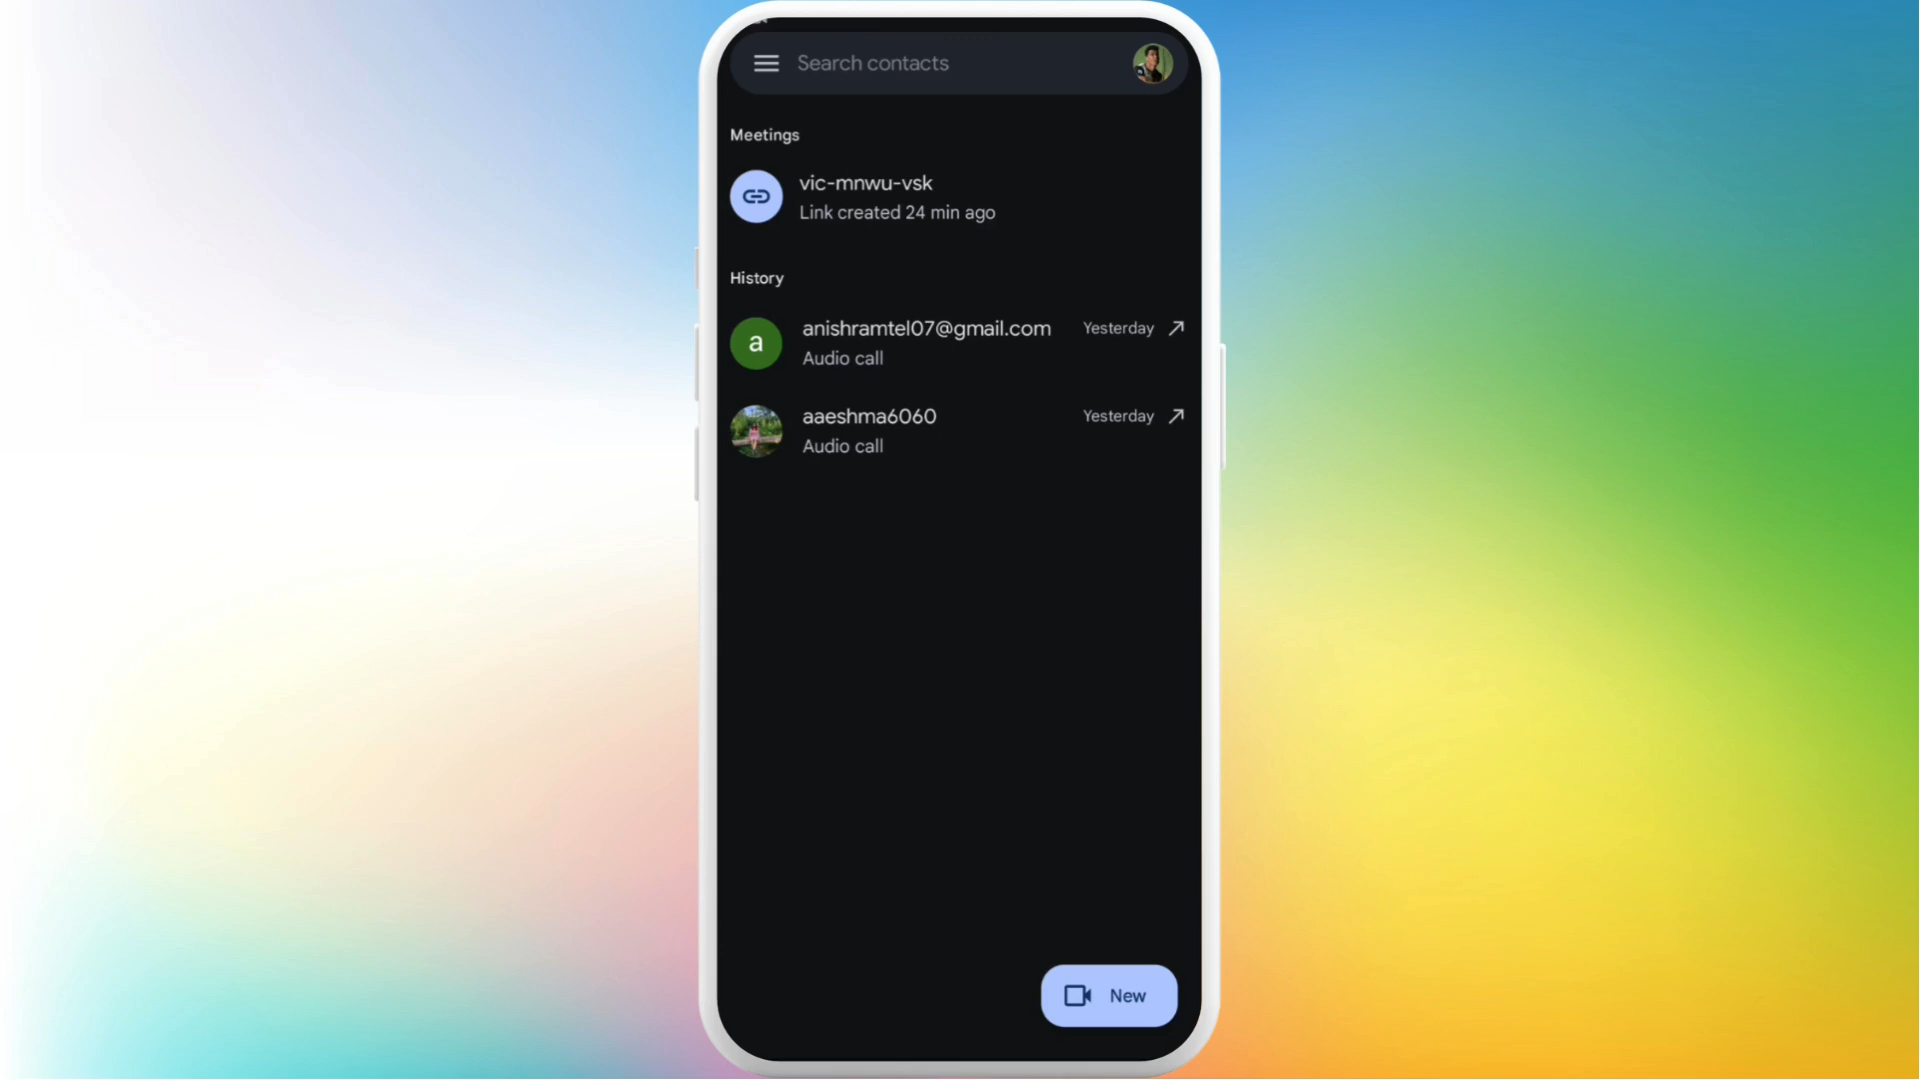 Search contacts
Meetings
vic-mnwu-vsk
Link created 24 min ago
History
a
anishramtel07@gmail.com
Yesterday
Audio call
aaeshma6060
Yesterday
Audio call
New